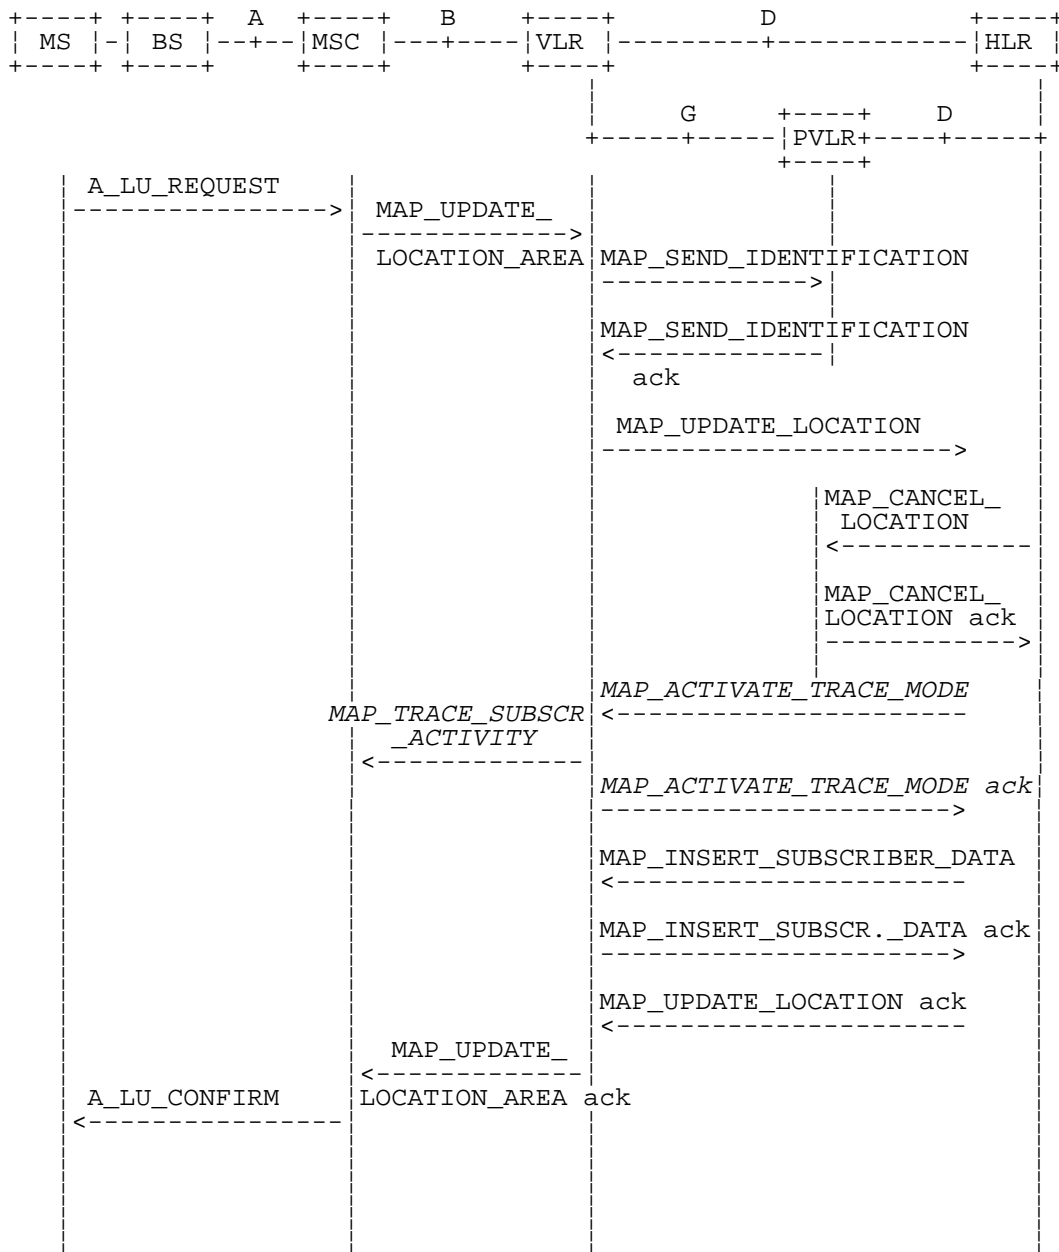 A B D
MS BS MSC VLR HLR
G D
PVLR
A_LU_REQUEST
MAP_UPDATE_
LOCATION_AREA MAP_SEND_IDENTIFICATION
MAP_SEND_IDENTIFICATION
ack
MAP_UPDATE_LOCATION
MAP_CANCEL_
LOCATION
MAP_CANCEL_
LOCATION ack
MAP_ACTIVATE_TRACE_MODE
MAP_TRACE_SUBSCR
_ACTIVITY
MAP_ACTIVATE_TRACE_MODE ack
MAP_INSERT_SUBSCRIBER_DATA
MAP_INSERT_SUBSCR._DATA ack
MAP_UPDATE_LOCATION ack
MAP_UPDATE_
A_LU_CONFIRM LOCATION_AREA ack